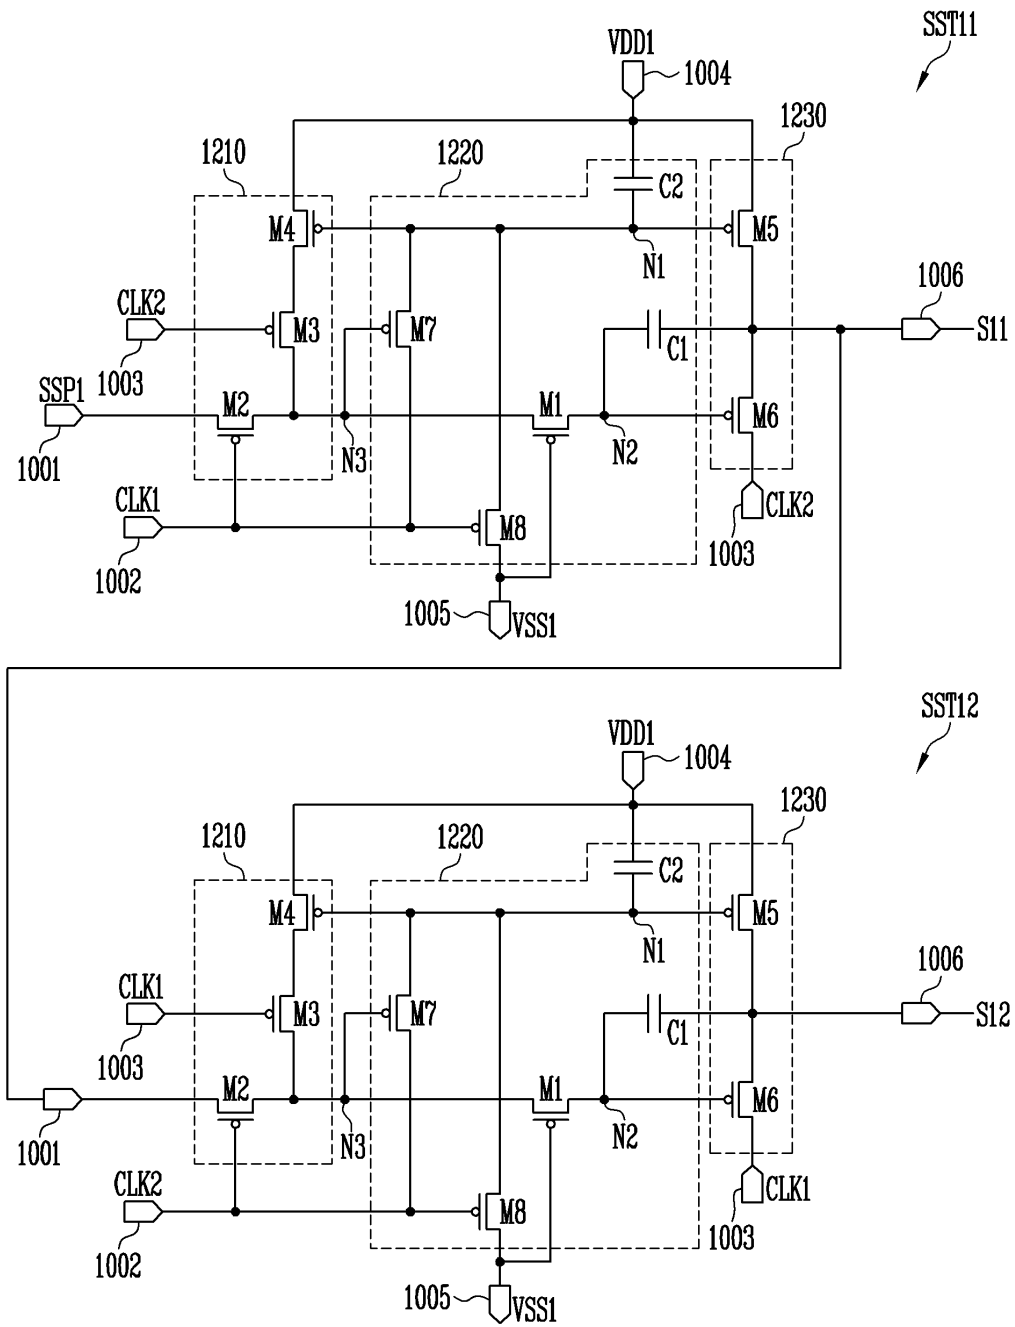 SST11
VDD1
1004
1230
1210
1220
C2
M4
M5
N1
CLK2
1006
M3
M7
C1
S11
1003
SSP1
M2
M1
M6
1001
N3
N2
CLK1
M8
CLK2
1002
1003
1005
VSS1
SST12
VDD1
1004
1230
1210
1220
C2
M4
M5
N1
CLK1
1006
M3
M7
C1
S12
1003
M2
M1
M6
1001
N3
N2
CLK2
M8
CLK1
1002
1003
1005
VSS1